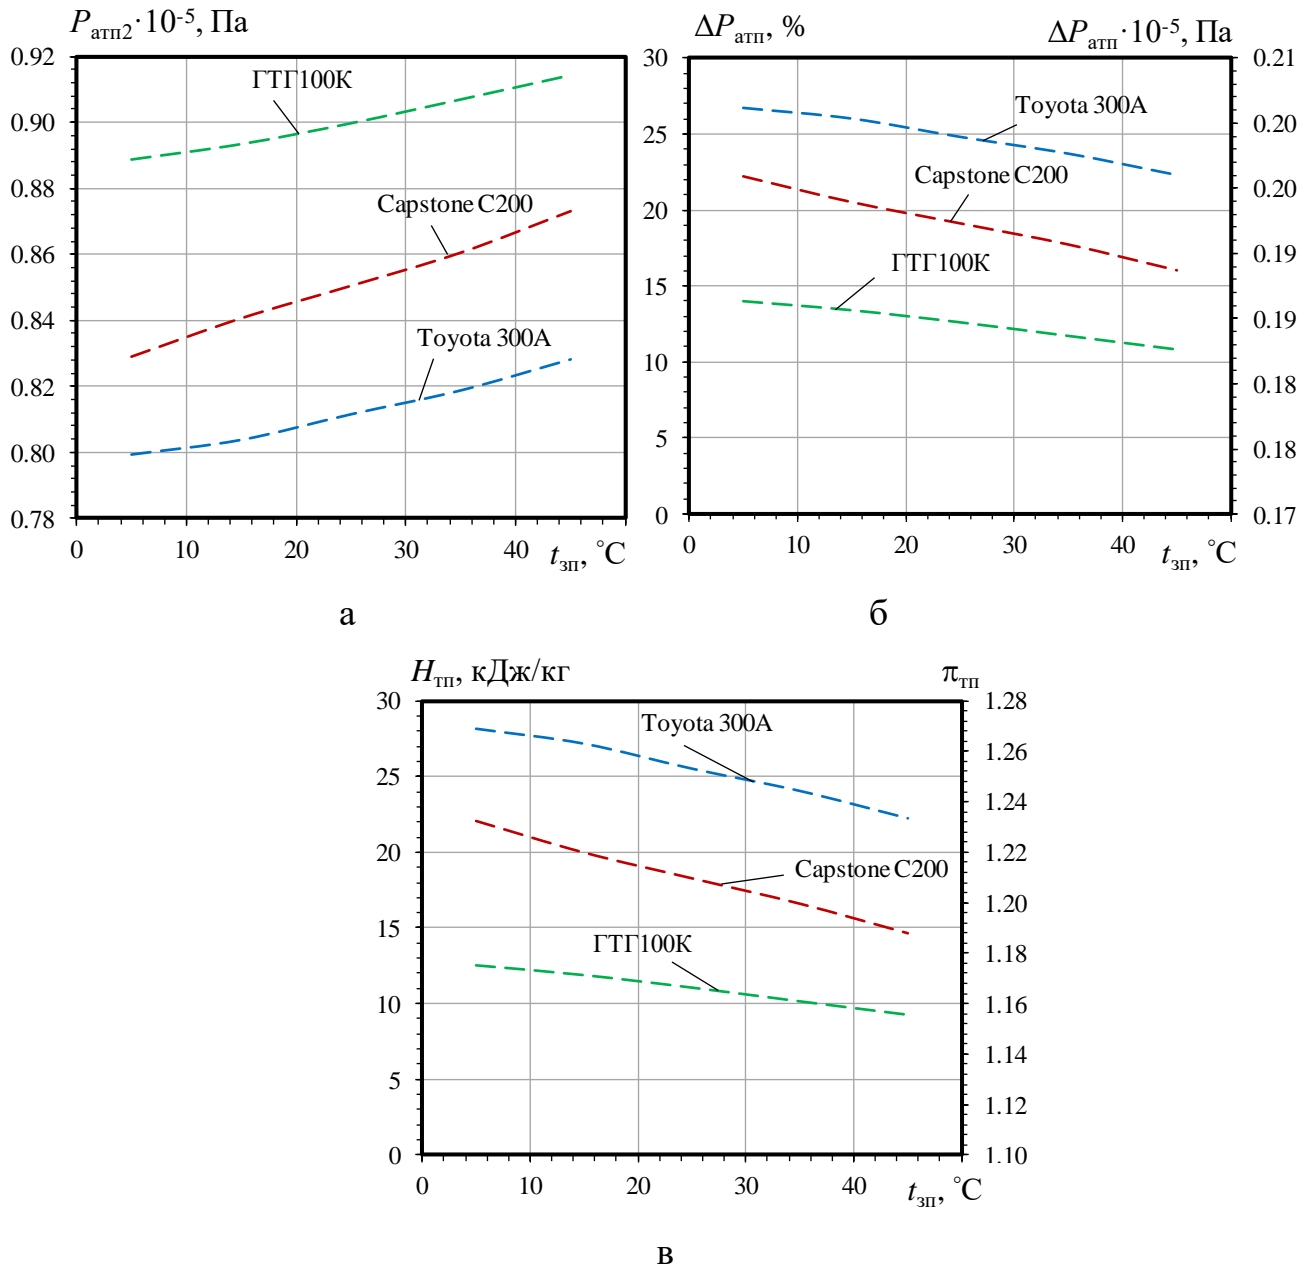 Pатп2·10-5, Па
0.92
0.90
0.88
0.86
0.84
0.82
0.80
0.78
0 10 20 30 40 tзп, °С
ГТГ100К
Capstone C200
Toyota 300A
а
ΔPатп, % ΔPатп·10-5, Па
30 0.21
25 0.20
20 0.20
15 0.19
10 0.19
5 0.18
0 0.18
0.17
0 10 20 30 40 tзп, °С
Toyota 300A
Capstone C200
ГТГ100К
б
Hтп, кДж/кг πтп
30 1.28
25 1.26
20 1.24
15 1.22
10 1.20
5 1.18
0 1.16
1.14
1.12
1.10
0 10 20 30 40 tзп, °С
Toyota 300A
Capstone C200
ГТГ100К
в